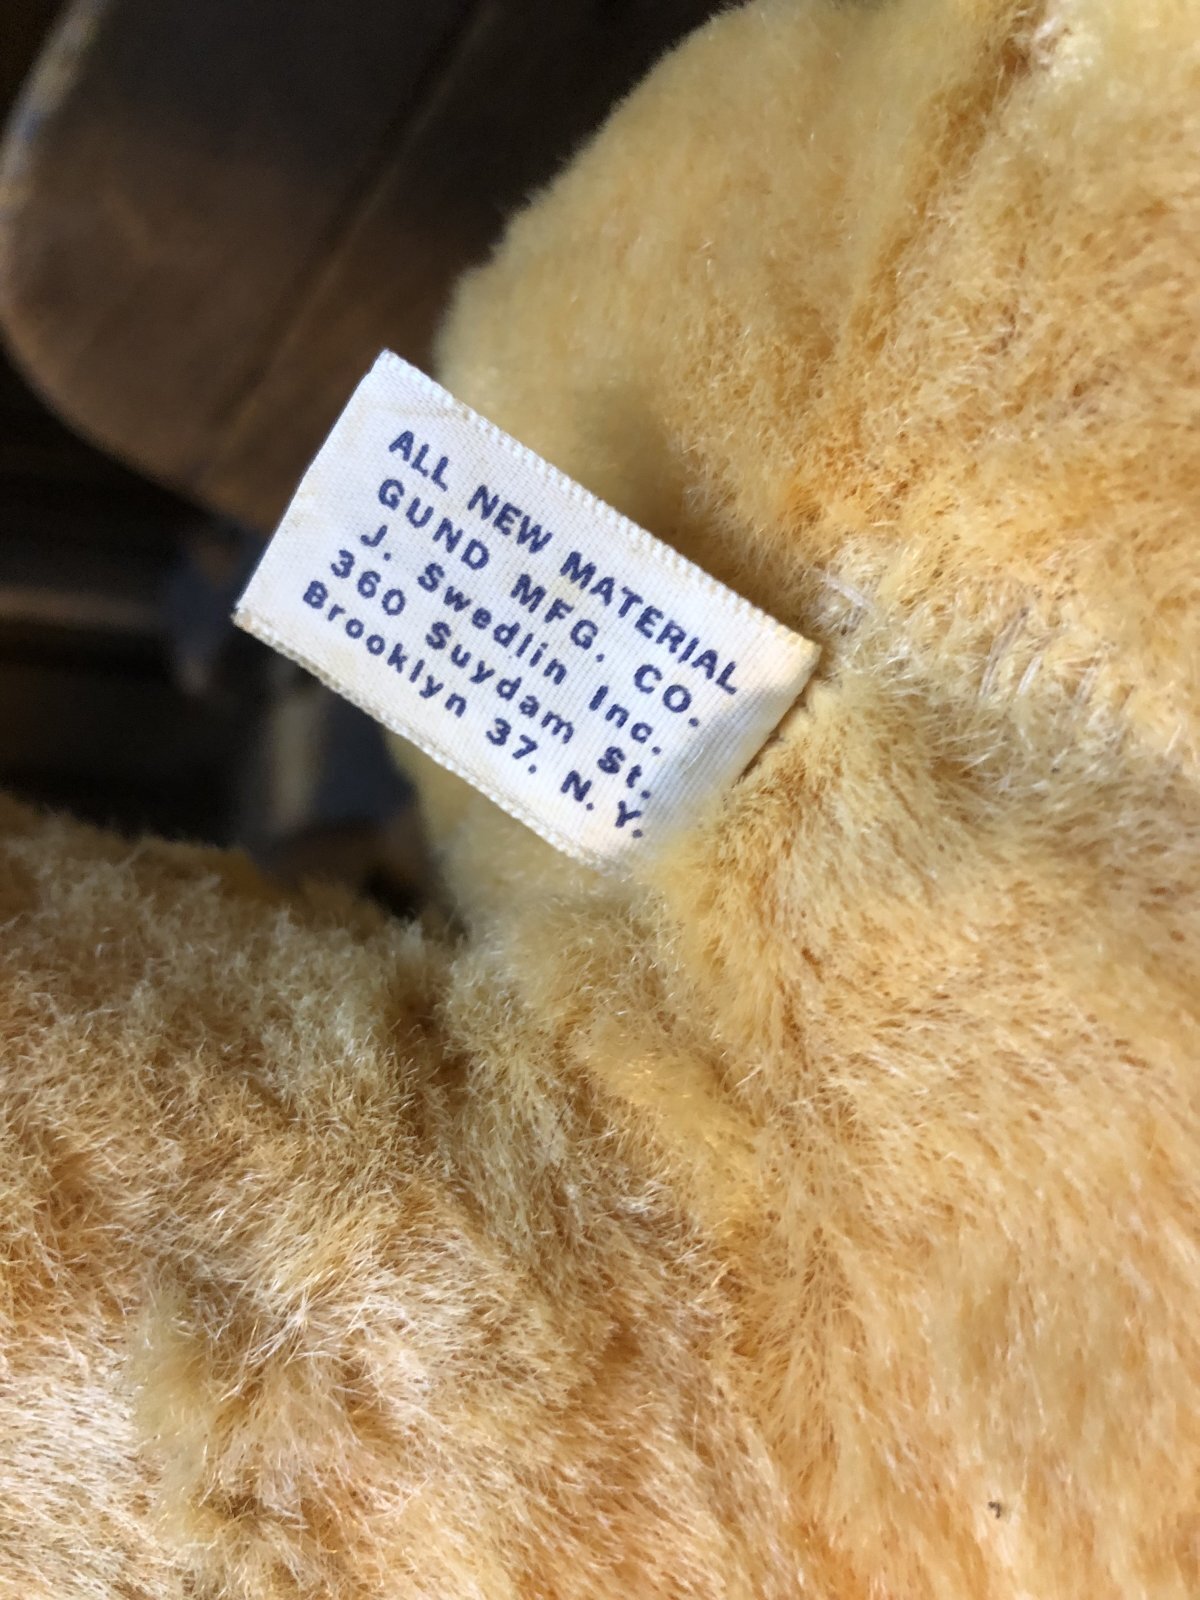 ALL NEW MATERIAL
GUND MFG. CO.
J. Swedlin Inc.
360 Suydam St.
Brooklyn 37. N. Y.